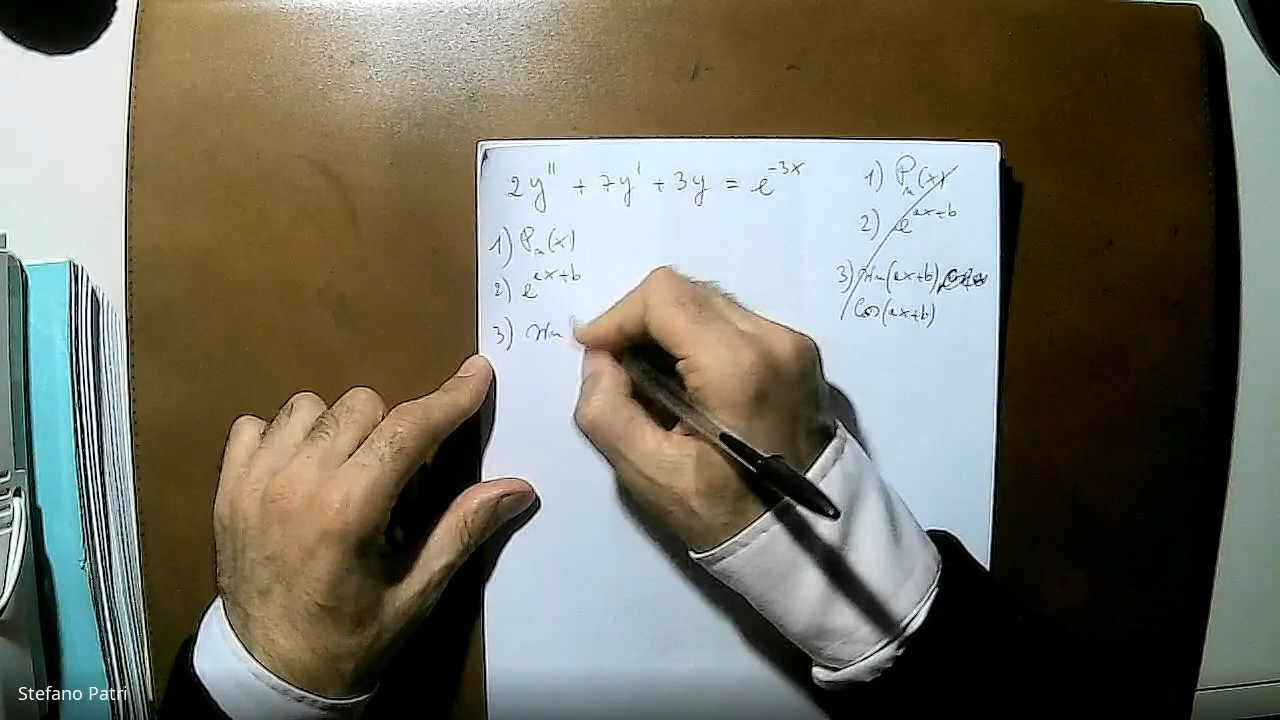 2y'' + 7y' + 3y = e^{-3x}
1) P_n(x)
2) e^{ax+b}
3) sin
1) P_n(x)
2) e^{ax+b}
3) sin(ax+b)
cos(ax+b)
Stefano Patri